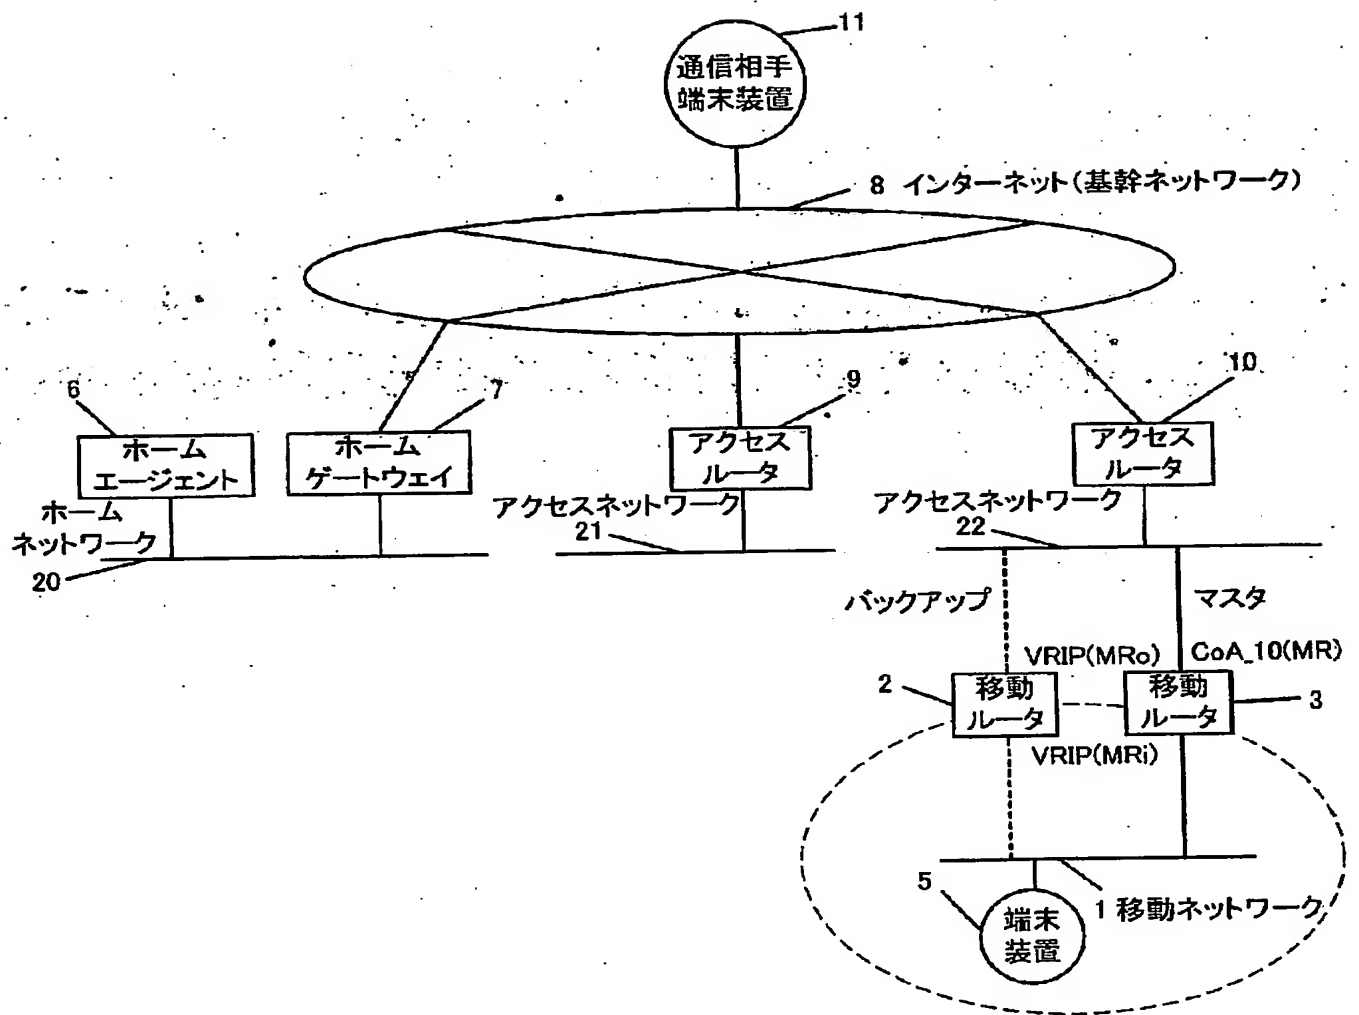 11
通信相手
端末装置
8 インターネット(基幹ネットワーク)
6
7
9
10
ホーム
エージェント
ホーム
ゲートウェイ
アクセス
ルータ
アクセス
ルータ
ホーム
ネットワーク
20
アクセスネットワーク
21
アクセスネットワーク
22
バックアップ
マスタ
VRIP(MRo)
CoA_10(MR)
2
移動
ルータ
移動
ルータ
3
VRIP(MRi)
5
端末
装置
1 移動ネットワーク